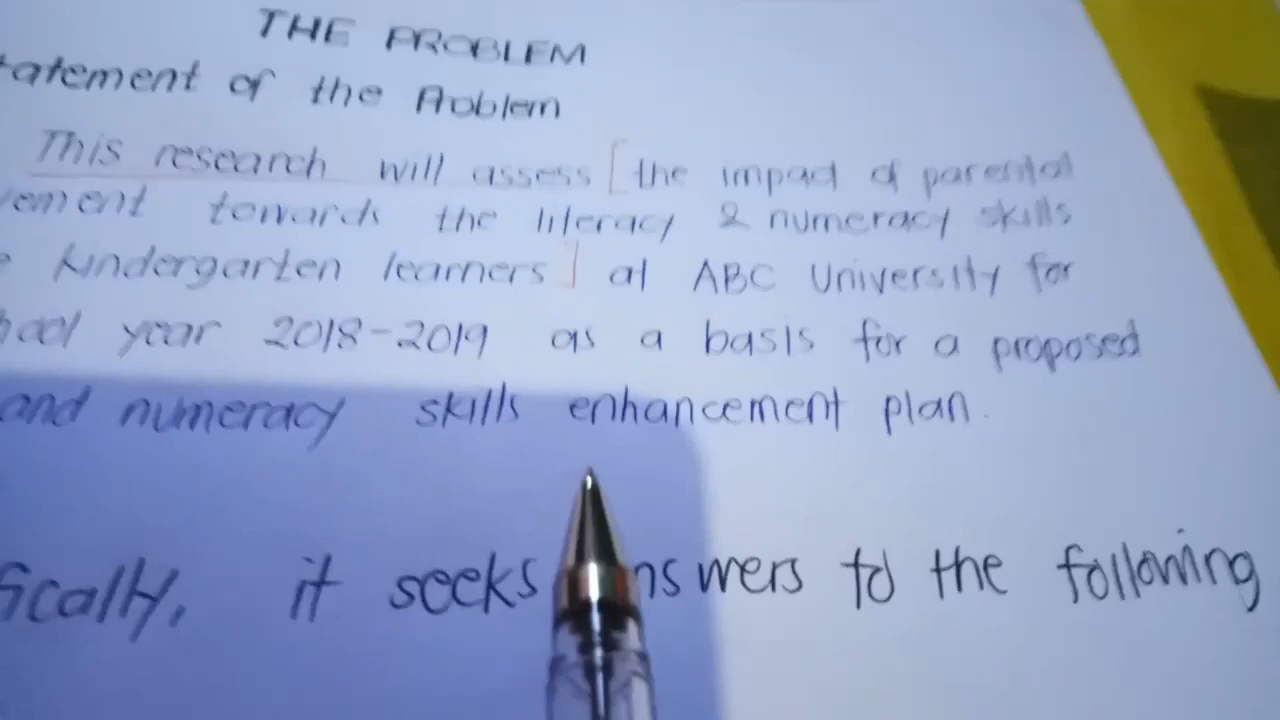 THE PROBLEM
tatement of the Problem
This research will assess [the impact of parental
ement towards the literacy & numeracy skills
kindergarten learners] at ABC University for
ool year 2018-2019 as a basis for a proposed
and numeracy skills enhancement plan.
fically, it seeks nswers to the following